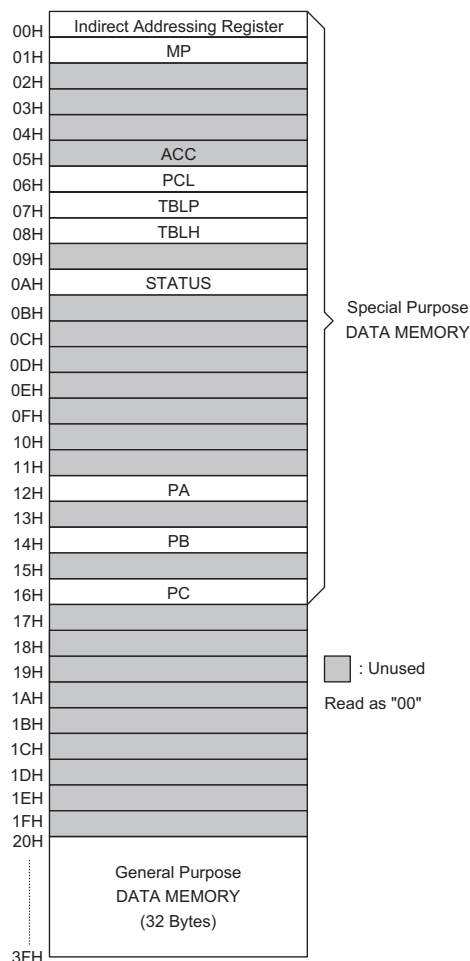 00H Indirect Addressing Register
01H MP
02H
03H
04H
05H ACC
06H PCL
07H TBLP
08H TBLH
09H
0AH STATUS
0BH
0CH
0DH
0EH
0FH
10H
11H
12H PA
13H
14H PB
15H
16H PC
17H
18H
19H
1AH
1BH
1CH
1DH
1EH
1FH
20H
General Purpose
DATA MEMORY
(32 Bytes)
3FH
Special Purpose
DATA MEMORY
: Unused
Read as "00"